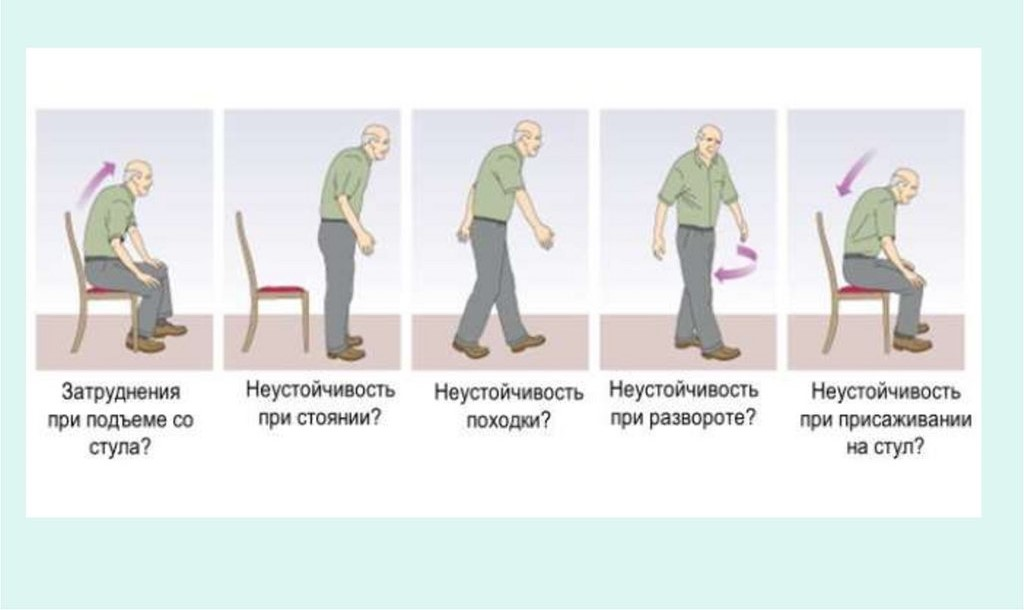 Затруднения
при подъеме со
стула?
Неустойчивость
при стоянии?
Неустойчивость
походки?
Неустойчивость
при развороте?
Неустойчивость
при присаживании
на стул?